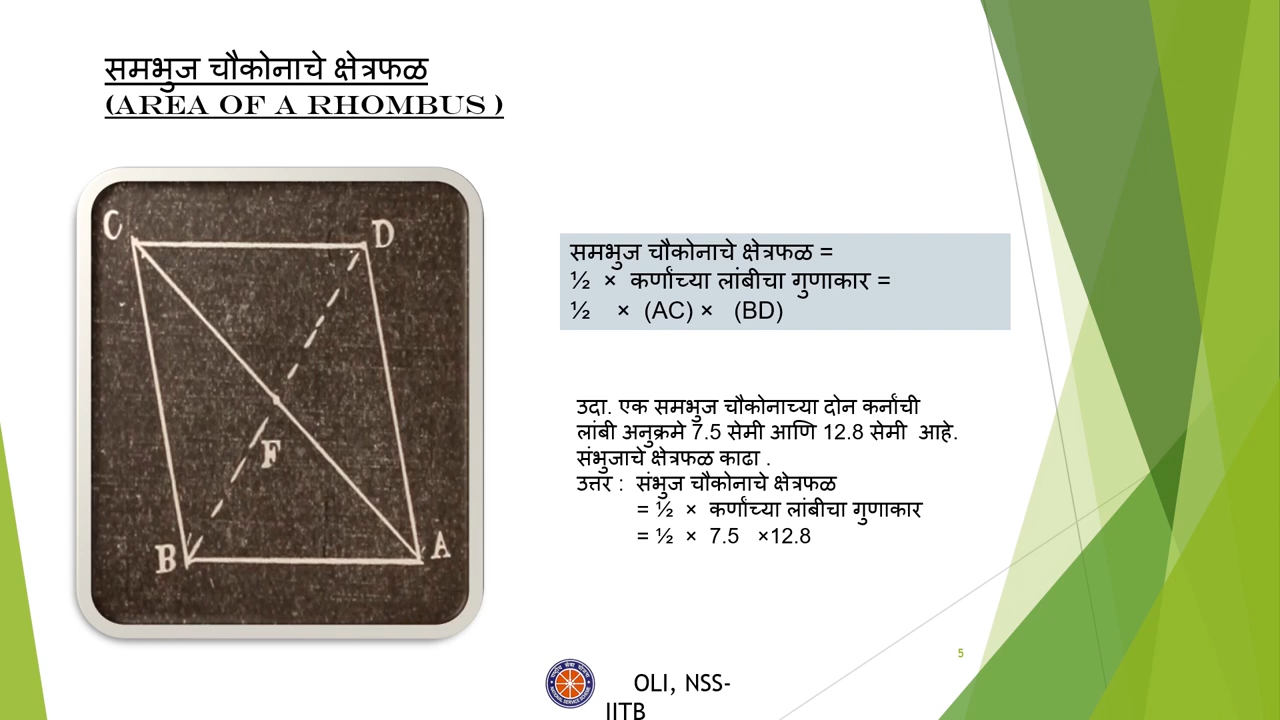 समभुज चौकोनाचे क्षेत्रफळ
(AREA OF A RHOMBUS )
C
D
F
B
A
समभुज चौकोनाचे क्षेत्रफळ =
½ × कर्णांच्या लांबीचा गुणाकार =
½ × (AC) × (BD)
उदा. एक समभुज चौकोनाच्या दोन कर्नांची
लांबी अनुक्रमे 7.5 सेमी आणि 12.8 सेमी आहे.
संभुजाचे क्षेत्रफळ काढा .
उत्तर : संभुज चौकोनाचे क्षेत्रफळ
= ½ × कर्णांच्या लांबीचा गुणाकार
= ½ × 7.5 ×12.8
5
OLI, NSS-
IITB